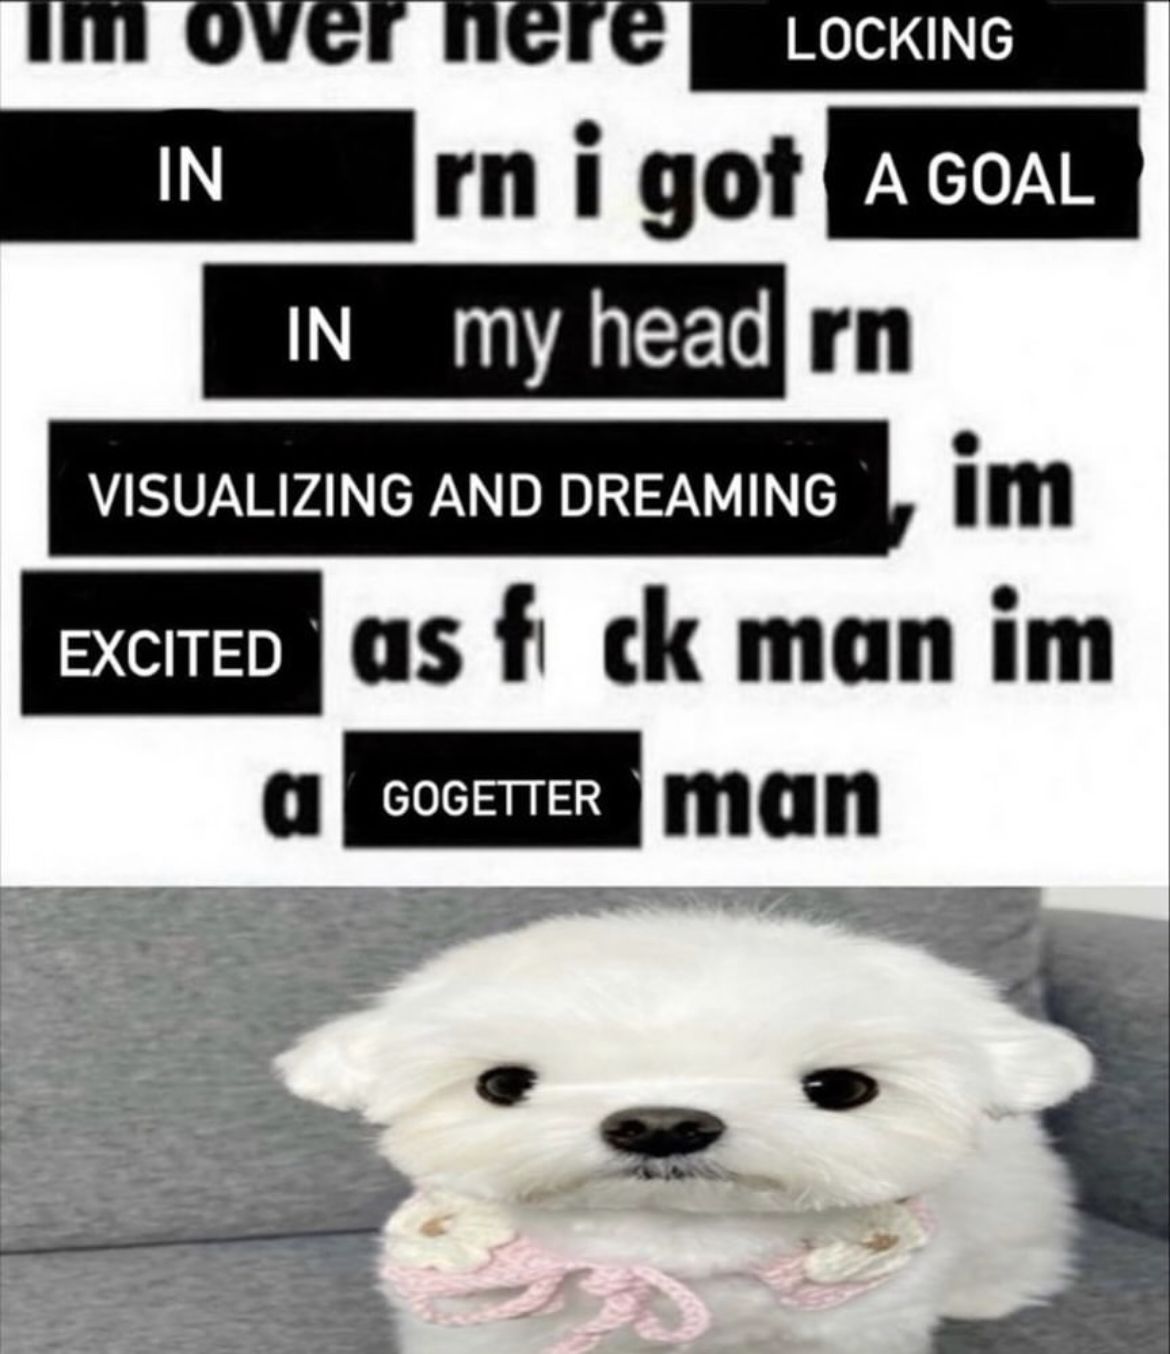 im over here LOCKING
IN rn i got A GOAL
IN my head rn
VISUALIZING AND DREAMING, im
EXCITED as f ck man im
a GOGETTER man